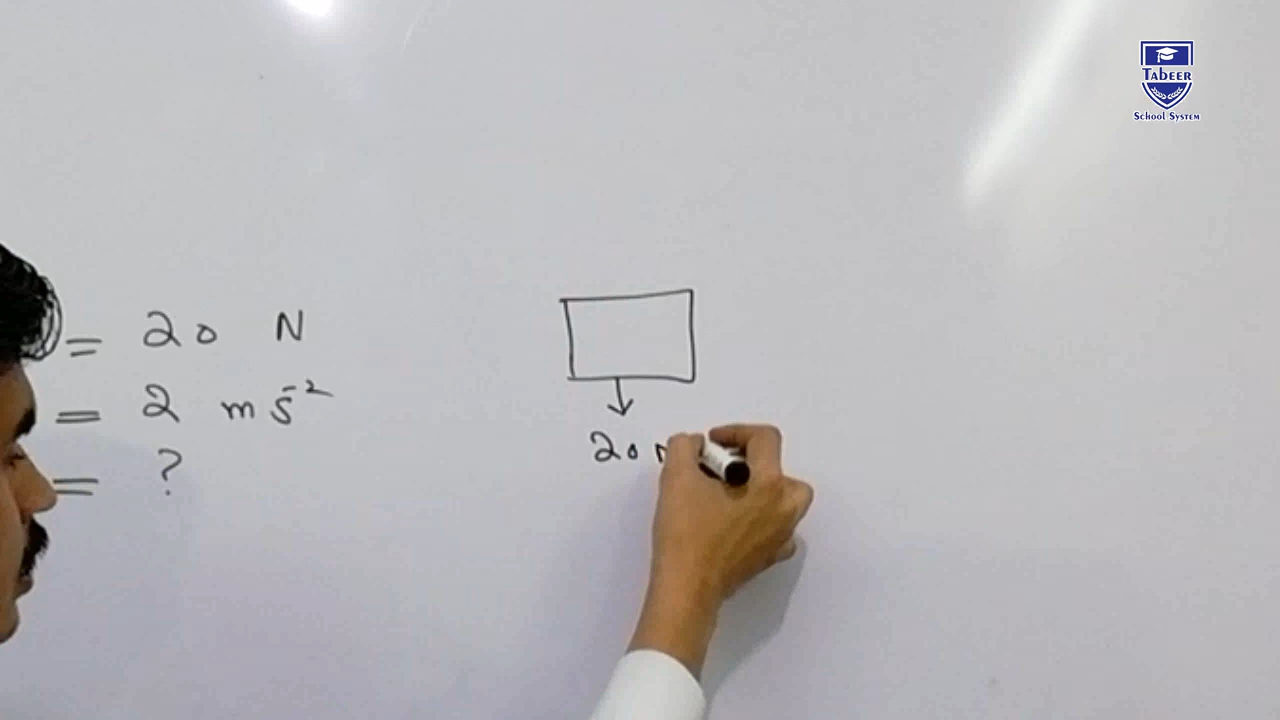 = 20 N
= 2 m s̄²
= ?
20 N
TABEER
SCHOOL SYSTEM